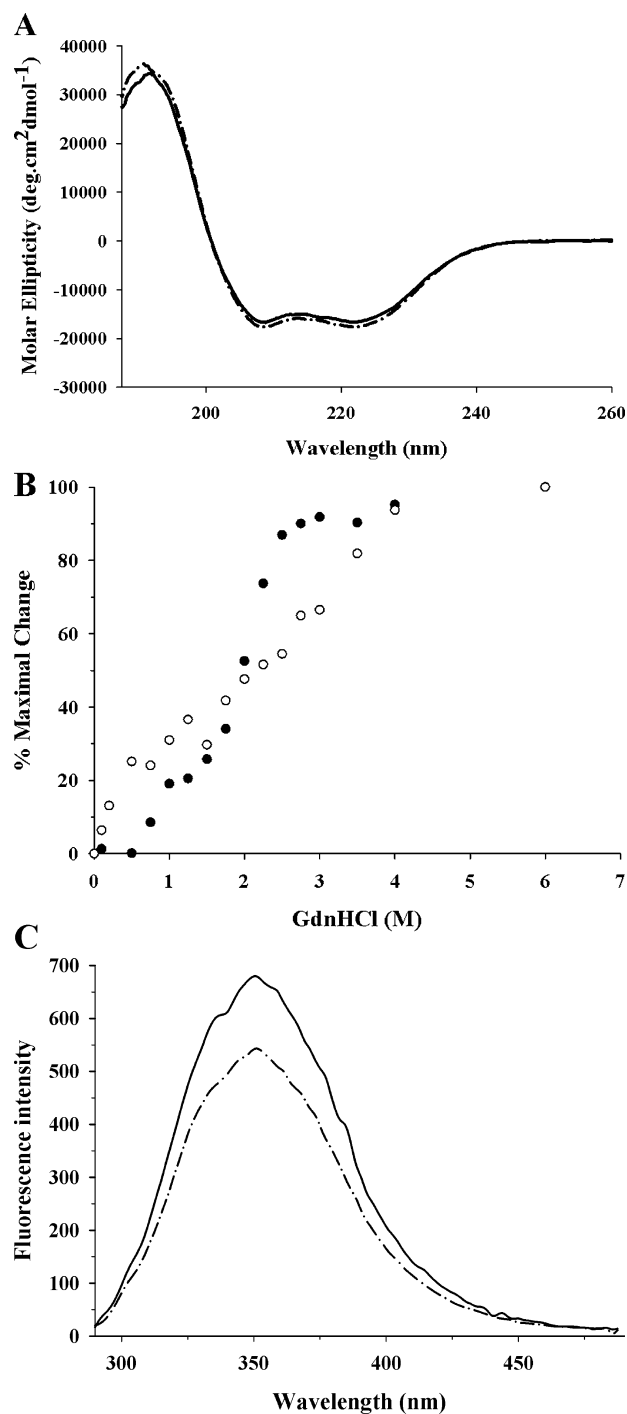 A
Molar Ellipticity (deg.cm²dmol⁻¹)
40000
30000
20000
10000
0
-10000
-20000
-30000
200 220 240 260
Wavelength (nm)
B
% Maximal Change
100
80
60
40
20
0
0 1 2 3 4 5 6 7
GdnHCl (M)
C
Fluorescence intensity
700
600
500
400
300
200
100
0
300 350 400 450
Wavelength (nm)